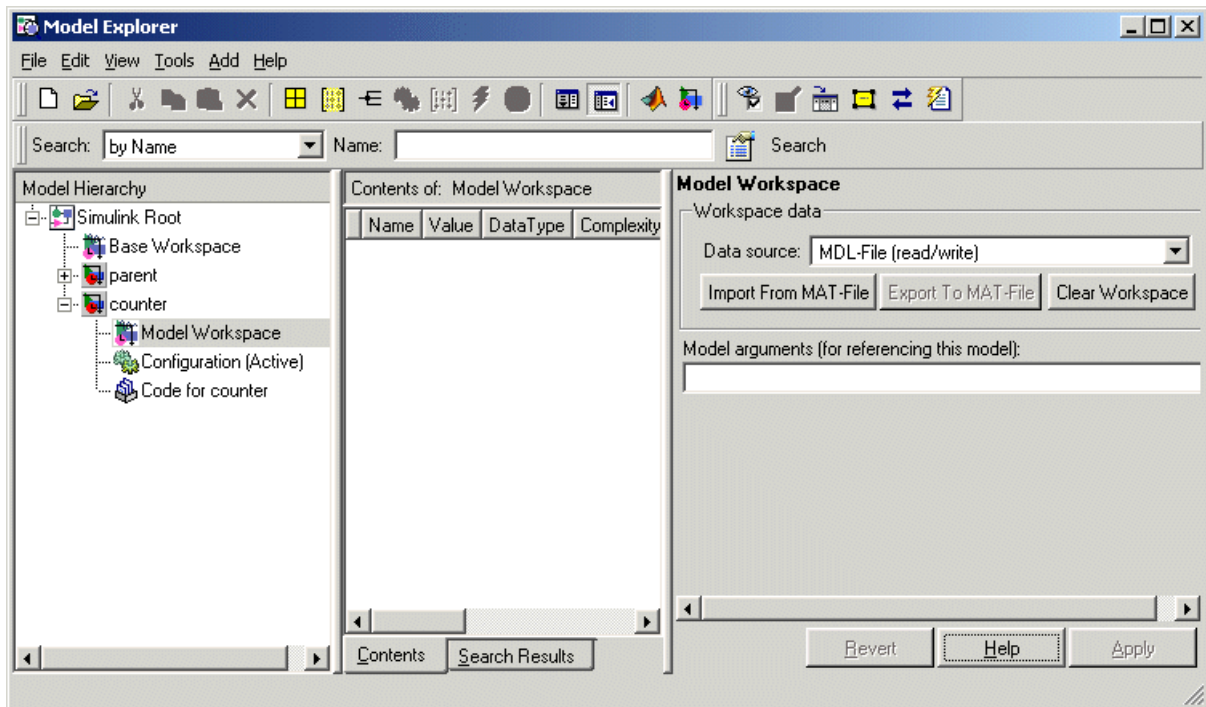 Model Explorer
File Edit View Tools Add Help
Search: by Name Name: Search
Model Hierarchy
Simulink Root
Base Workspace
parent
counter
Model Workspace
Configuration (Active)
Code for counter
Contents of: Model Workspace
Name Value DataType Complexity
Contents Search Results
Model Workspace
Workspace data
Data source: MDL-File (read/write)
Import From MAT-File Export To MAT-File Clear Workspace
Model arguments (for referencing this model):
Revert Help Apply